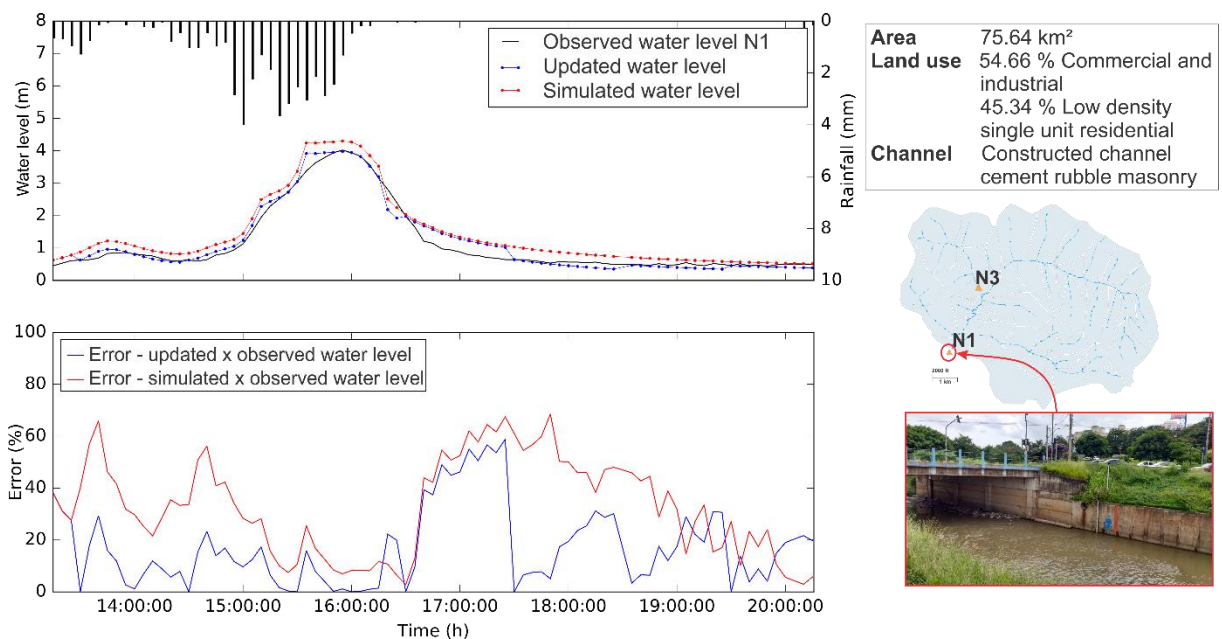 8
7
6
5
4
3
2
1
0
Water level (m)
0
2
4
6
8
10
Rainfall (mm)
Observed water level N1
Updated water level
Simulated water level
100
80
60
40
20
0
Error (%)
Error - updated x observed water level
Error - simulated x observed water level
14:00:00
15:00:00
16:00:00
17:00:00
18:00:00
19:00:00
20:00:00
Time (h)
Area 75.64 km²
Land use 54.66 % Commercial and
industrial
45.34 % Low density
single unit residential
Channel Constructed channel
cement rubble masonry
N3
N1
1 km